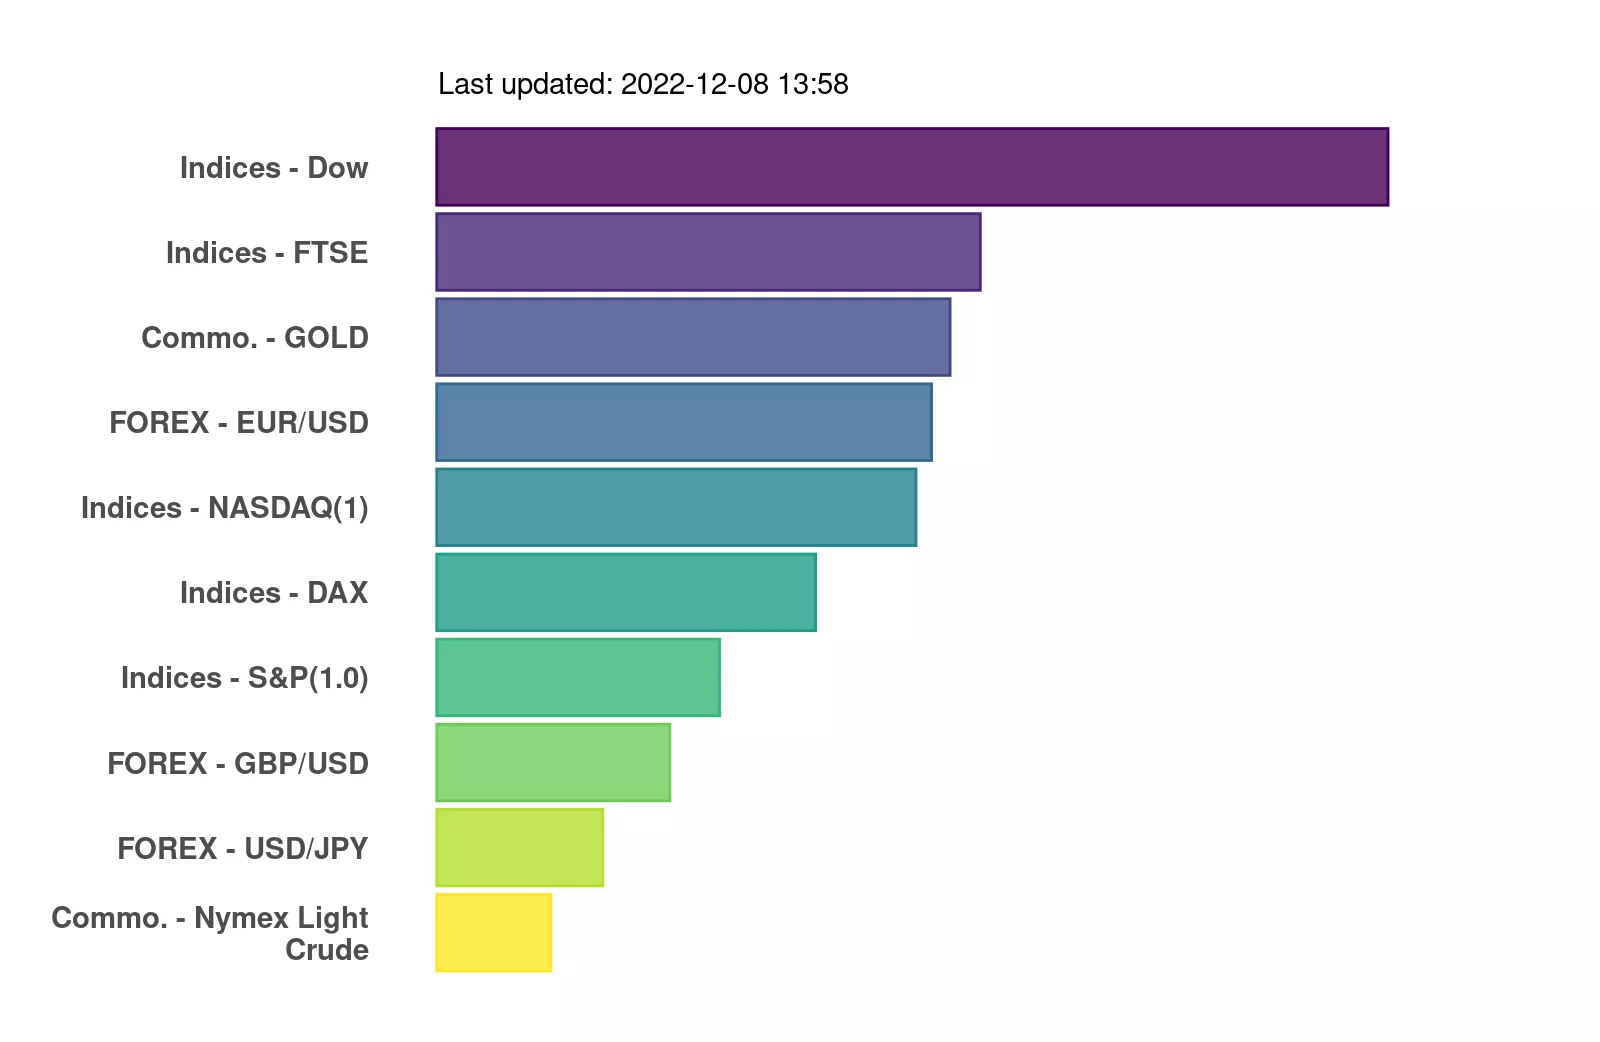 Last updated: 2022-12-08 13:58
Indices - Dow
Indices - FTSE
Commo. - GOLD
FOREX - EUR/USD
Indices - NASDAQ(1)
Indices - DAX
Indices - S&P(1.0)
FOREX - GBP/USD
FOREX - USD/JPY
Commo. - Nymex Light
Crude